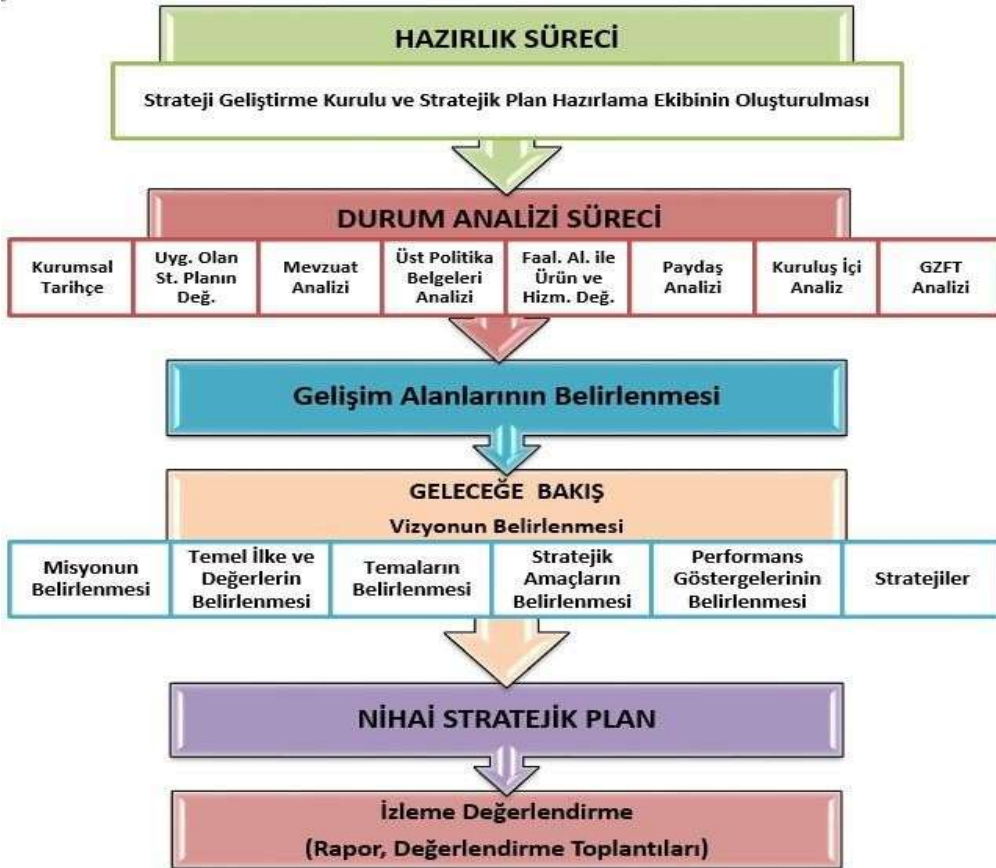 HAZIRLIK SÜRECİ
Strateji Geliştirme Kurulu ve Stratejik Plan Hazırlama Ekibinin Oluşturulması
DURUM ANALİZİ SÜRECİ
Kurumsal
Tarihçe
Uyg. Olan
St. Planın
Değ.
Mevzuat
Analizi
Üst Politika
Belgeleri
Analizi
Faal. Al. ile
Ürün ve
Hizm. Değ.
Paydaş
Analizi
Kuruluş İçi
Analiz
GZFT
Analizi
Gelişim Alanlarının Belirlenmesi
GELECEĞE BAKIŞ
Vizyonun Belirlenmesi
Misyonun
Belirlenmesi
Temel İlke ve
Değerlerin
Belirlenmesi
Temaların
Belirlenmesi
Stratejik
Amaçların
Belirlenmesi
Performans
Göstergelerinin
Belirlenmesi
Stratejiler
NİHAİ STRATEJİK PLAN
İzleme Değerlendirme
(Rapor, Değerlendirme Toplantıları)